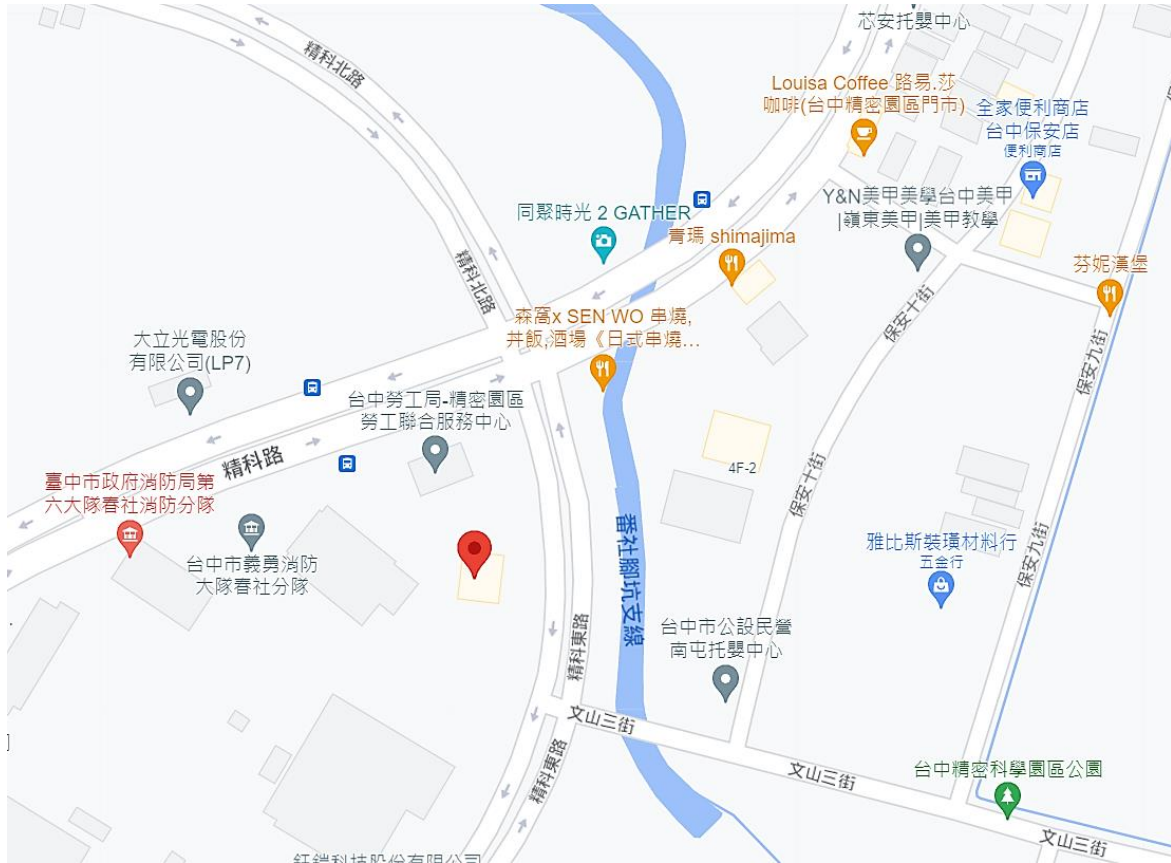 芯安托嬰中心
精科北路
Louisa Coffee 路易.莎
咖啡(台中精密園區門市)
全家便利商店
台中保安店
便利商店
同聚時光 2 GATHER
Y&N美甲美學台中美甲
|嶺東美甲|美甲教學
青瑪 shimajima
精科北路
芬妮漢堡
森窩x SEN WO 串燒,
丼飯,酒場《日式串燒...
保安十街
大立光電股份
有限公司(LP7)
保安九街
台中勞工局-精密園區
勞工聯合服務中心
精科路
4F-2
臺中市政府消防局第
六大隊春社消防分隊
保安十街
番社腳坑支線
雅比斯裝璜材料行
五金行
保安九街
台中市義勇消防
大隊春社分隊
精科東路
台中市公設民營
南屯托嬰中心
文山三街
精科東路
文山三街
台中精密科學園區公園
文山三街
鈺鎧科技股份有限公司